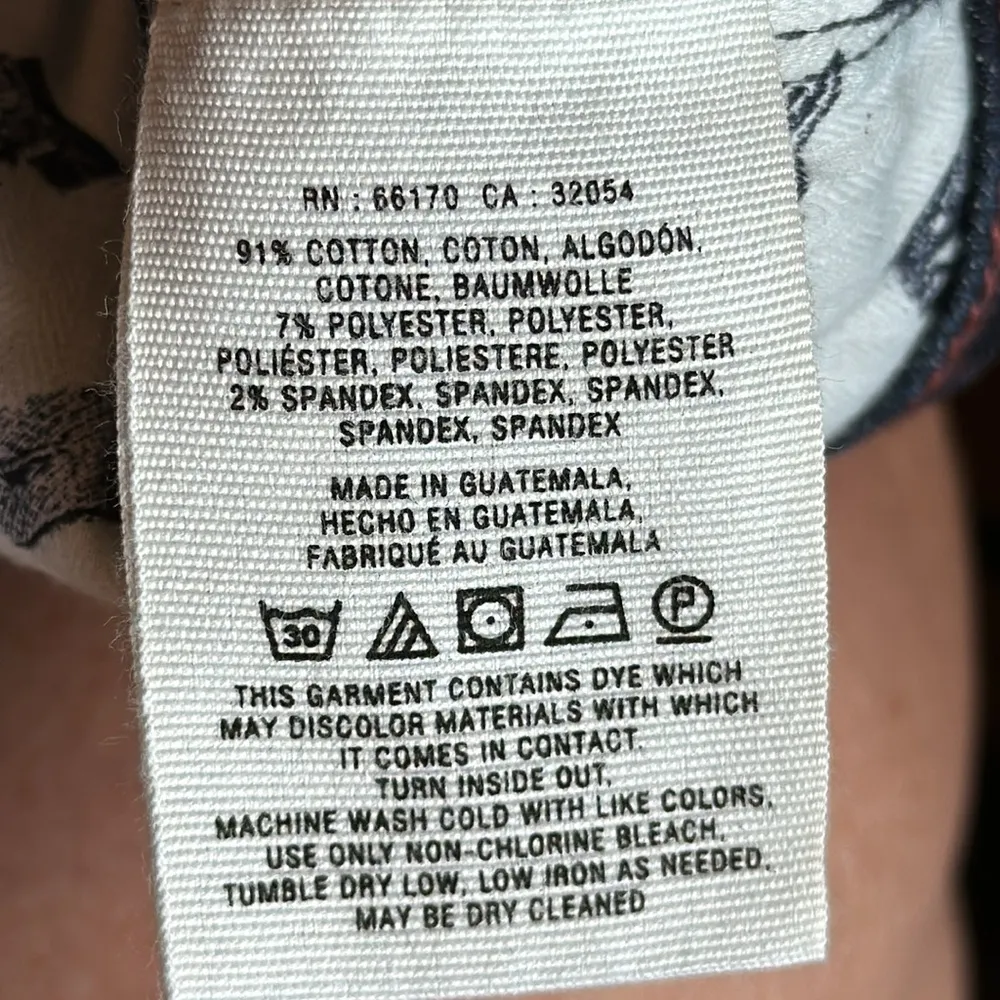 RN : 66170 CA : 32054
91% COTTON, COTON, ALGODÓN,
COTONE, BAUMWOLLE
7% POLYESTER, POLYESTER,
POLIÉSTER, POLIESTERE, POLYESTER
2% SPANDEX, SPANDEX, SPANDEX,
SPANDEX, SPANDEX
MADE IN GUATEMALA,
HECHO EN GUATEMALA,
FABRIQUÉ AU GUATEMALA
30 P
THIS GARMENT CONTAINS DYE WHICH
MAY DISCOLOR MATERIALS WITH WHICH
IT COMES IN CONTACT.
TURN INSIDE OUT,
MACHINE WASH COLD WITH LIKE COLORS,
USE ONLY NON-CHLORINE BLEACH,
TUMBLE DRY LOW, LOW IRON AS NEEDED,
MAY BE DRY CLEANED